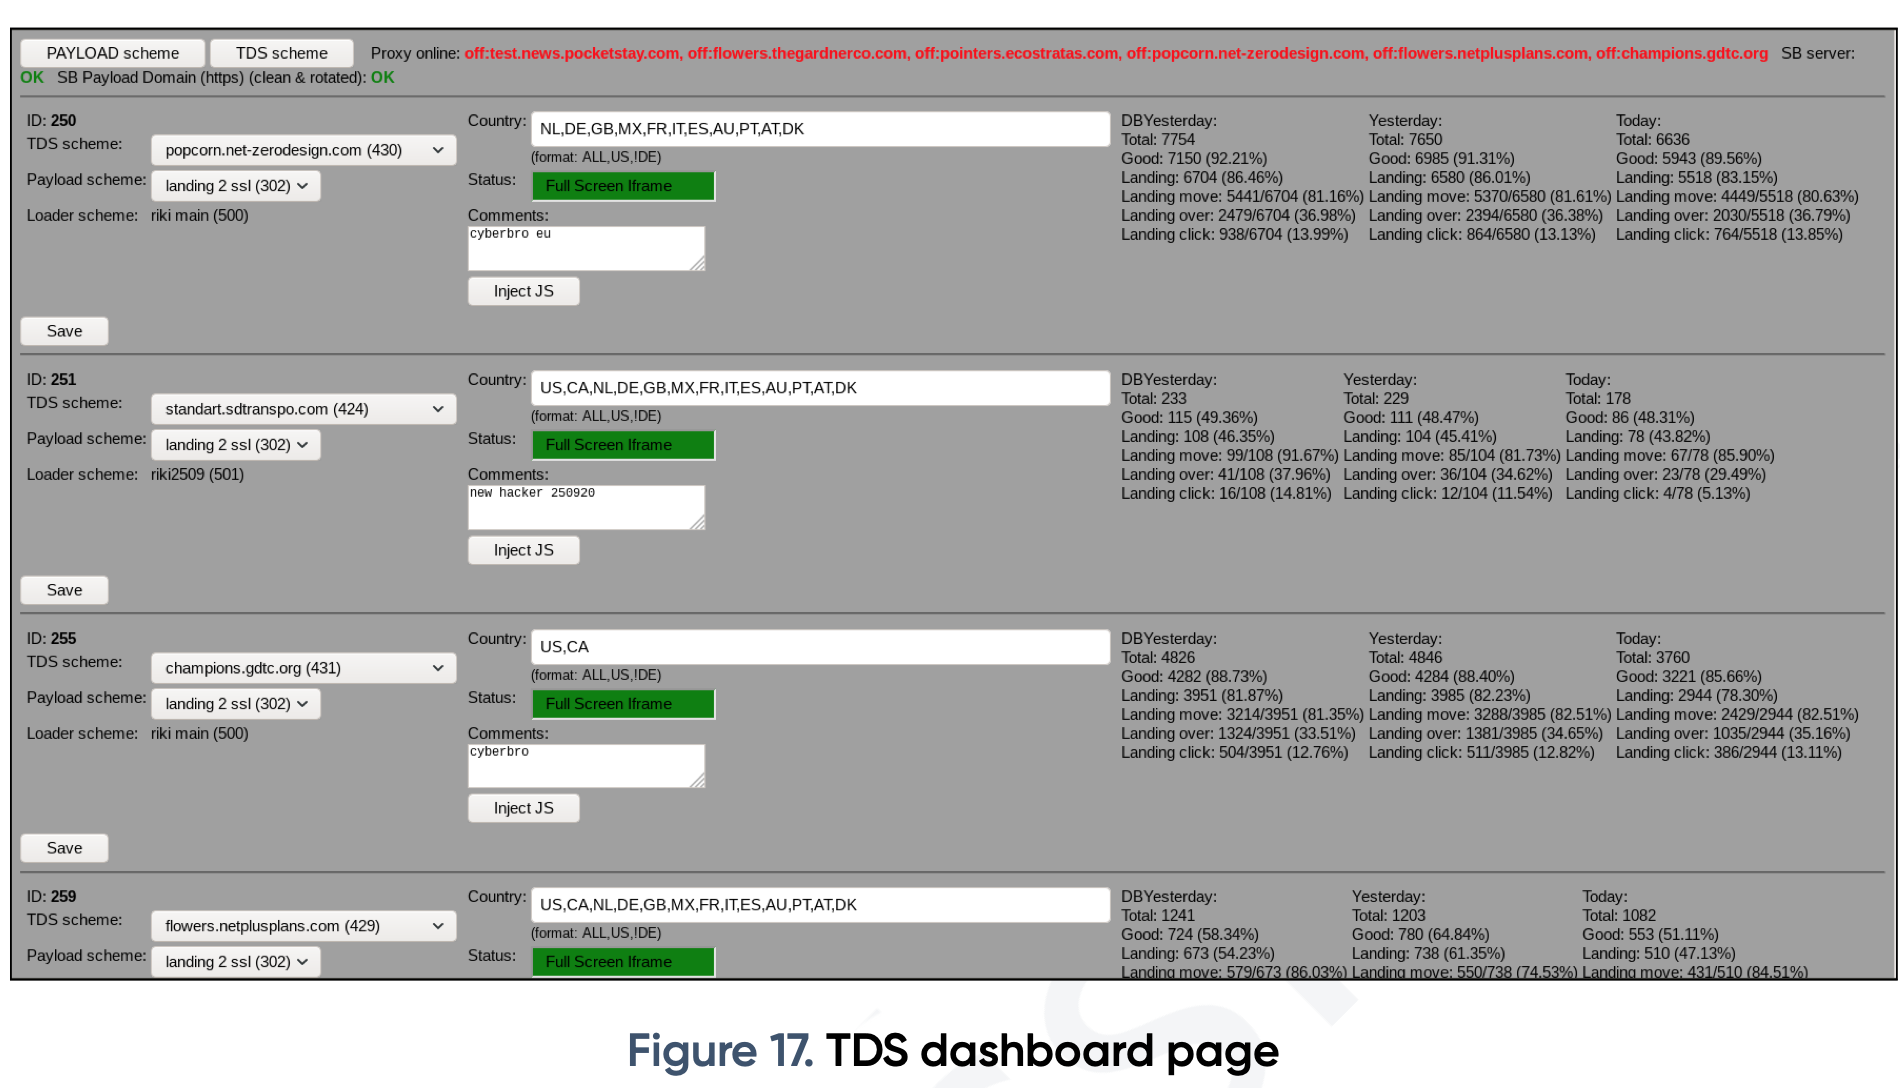 PAYLOAD scheme TDS scheme Proxy online: off:test.news.pocketstay.com, off:flowers.thegardnerco.com, off:pointers.ecostratas.com, off:popcorn.net-zerodesign.com, off:flowers.netplusplans.com, off:champions.gdtc.org SB server:
OK SB Payload Domain (https) (clean & rotated): OK
ID: 250
TDS scheme: popcorn.net-zerodesign.com (430)
Payload scheme: landing 2 ssl (302)
Loader scheme: riki main (500)
Country: NL,DE,GB,MX,FR,IT,ES,AU,PT,AT,DK
(format: ALL,US,!DE)
Status: Full Screen Iframe
Comments:
cyberbro eu
Inject JS
DBYesterday:
Total: 7754
Good: 7150 (92.21%)
Landing: 6704 (86.46%)
Landing move: 5441/6704 (81.16%)
Landing over: 2479/6704 (36.98%)
Landing click: 938/6704 (13.99%)
Yesterday:
Total: 7650
Good: 6985 (91.31%)
Landing: 6580 (86.01%)
Landing move: 5370/6580 (81.61%)
Landing over: 2394/6580 (36.38%)
Landing click: 864/6580 (13.13%)
Today:
Total: 6636
Good: 5943 (89.56%)
Landing: 5518 (83.15%)
Landing move: 4449/5518 (80.63%)
Landing over: 2030/5518 (36.79%)
Landing click: 764/5518 (13.85%)
Save
ID: 251
TDS scheme: standart.sdtranspo.com (424)
Payload scheme: landing 2 ssl (302)
Loader scheme: riki2509 (501)
Country: US,CA,NL,DE,GB,MX,FR,IT,ES,AU,PT,AT,DK
(format: ALL,US,!DE)
Status: Full Screen Iframe
Comments:
new hacker 250920
Inject JS
DBYesterday:
Total: 233
Good: 115 (49.36%)
Landing: 108 (46.35%)
Landing move: 99/108 (91.67%)
Landing over: 41/108 (37.96%)
Landing click: 16/108 (14.81%)
Yesterday:
Total: 229
Good: 111 (48.47%)
Landing: 104 (45.41%)
Landing move: 85/104 (81.73%)
Landing over: 36/104 (34.62%)
Landing click: 12/104 (11.54%)
Today:
Total: 178
Good: 86 (48.31%)
Landing: 78 (43.82%)
Landing move: 67/78 (85.90%)
Landing over: 23/78 (29.49%)
Landing click: 4/78 (5.13%)
Save
ID: 255
TDS scheme: champions.gdtc.org (431)
Payload scheme: landing 2 ssl (302)
Loader scheme: riki main (500)
Country: US,CA
(format: ALL,US,!DE)
Status: Full Screen Iframe
Comments:
cyberbro
Inject JS
DBYesterday:
Total: 4826
Good: 4282 (88.73%)
Landing: 3951 (81.87%)
Landing move: 3214/3951 (81.35%)
Landing over: 1324/3951 (33.51%)
Landing click: 504/3951 (12.76%)
Yesterday:
Total: 4846
Good: 4284 (88.40%)
Landing: 3985 (82.23%)
Landing move: 3288/3985 (82.51%)
Landing over: 1381/3985 (34.65%)
Landing click: 511/3985 (12.82%)
Today:
Total: 3760
Good: 3221 (85.66%)
Landing: 2944 (78.30%)
Landing move: 2429/2944 (82.51%)
Landing over: 1035/2944 (35.16%)
Landing click: 386/2944 (13.11%)
Save
ID: 259
TDS scheme: flowers.netplusplans.com (429)
Payload scheme: landing 2 ssl (302)
Country: US,CA,NL,DE,GB,MX,FR,IT,ES,AU,PT,AT,DK
(format: ALL,US,!DE)
Status: Full Screen Iframe
DBYesterday:
Total: 1241
Good: 724 (58.34%)
Landing: 673 (54.23%)
Landing move: 579/673 (86.03%)
Yesterday:
Total: 1203
Good: 780 (64.84%)
Landing: 738 (61.35%)
Landing move: 550/738 (74.53%)
Today:
Total: 1082
Good: 553 (51.11%)
Landing: 510 (47.13%)
Landing move: 431/510 (84.51%)
Figure 17. TDS dashboard page